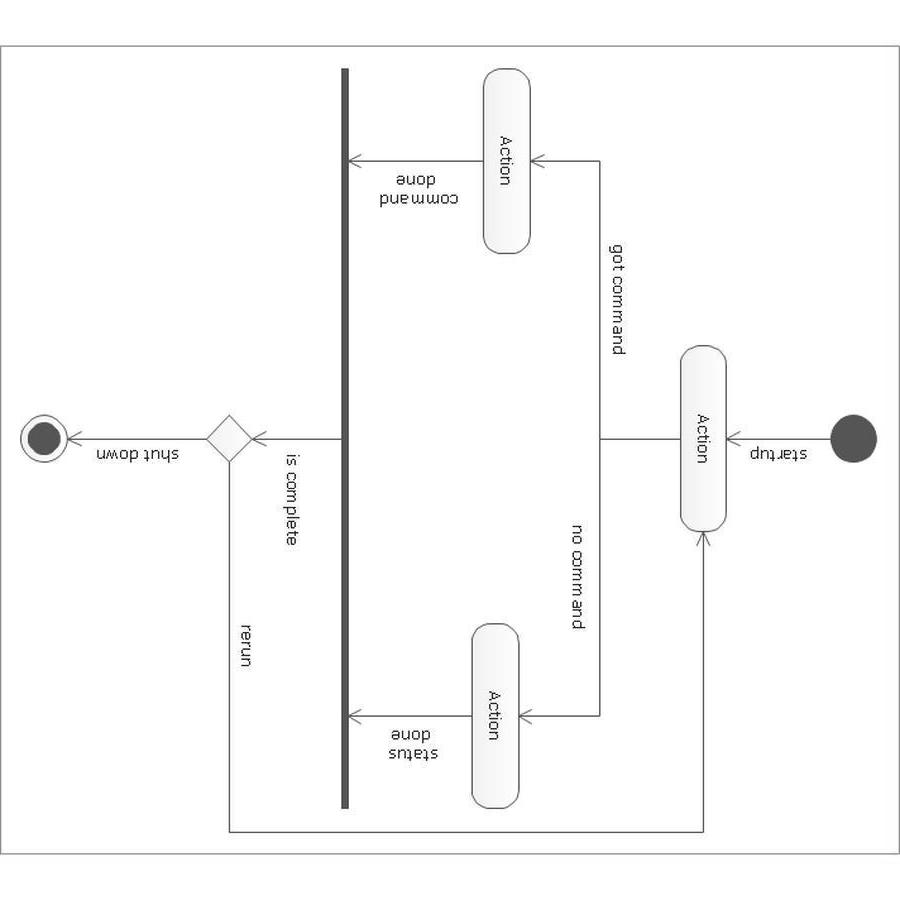 startup
Action
got command
no command
Action
Action
command
done
status
done
is complete
rerun
shut down